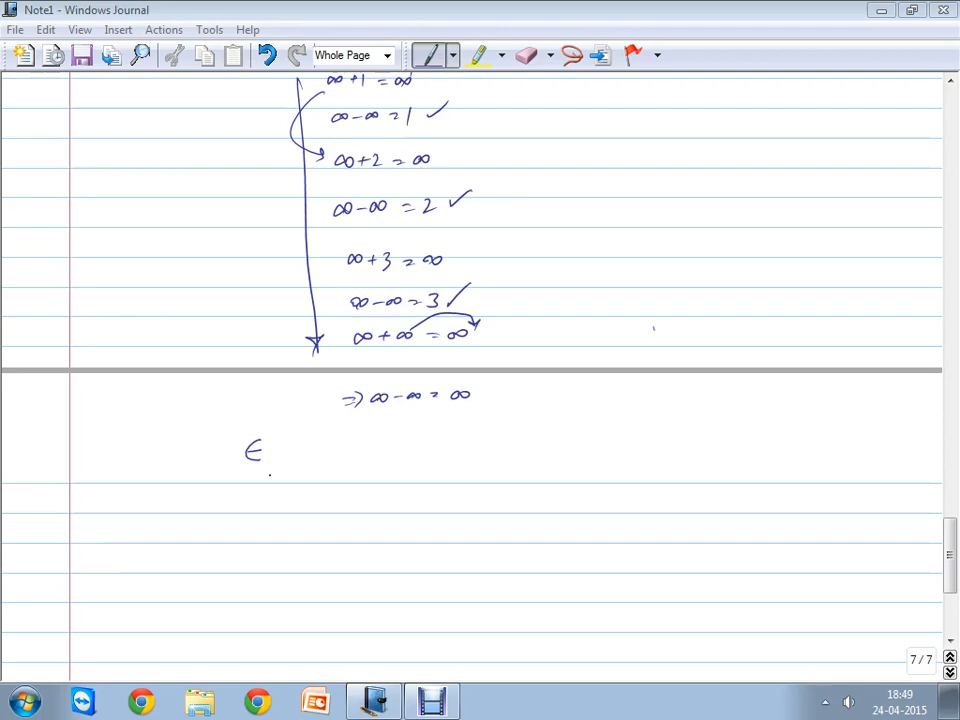 Note1 - Windows Journal
File Edit View Insert Actions Tools Help
Whole Page
∞+1 = ∞
∞-∞ = 1 ✓
∞+2 = ∞
∞-∞ = 2 ✓
∞+3 = ∞
∞-∞ = 3 ✓
∞+∞ = ∞
⇒ ∞-∞ = ∞
∈
7 / 7
18:49
24-04-2015